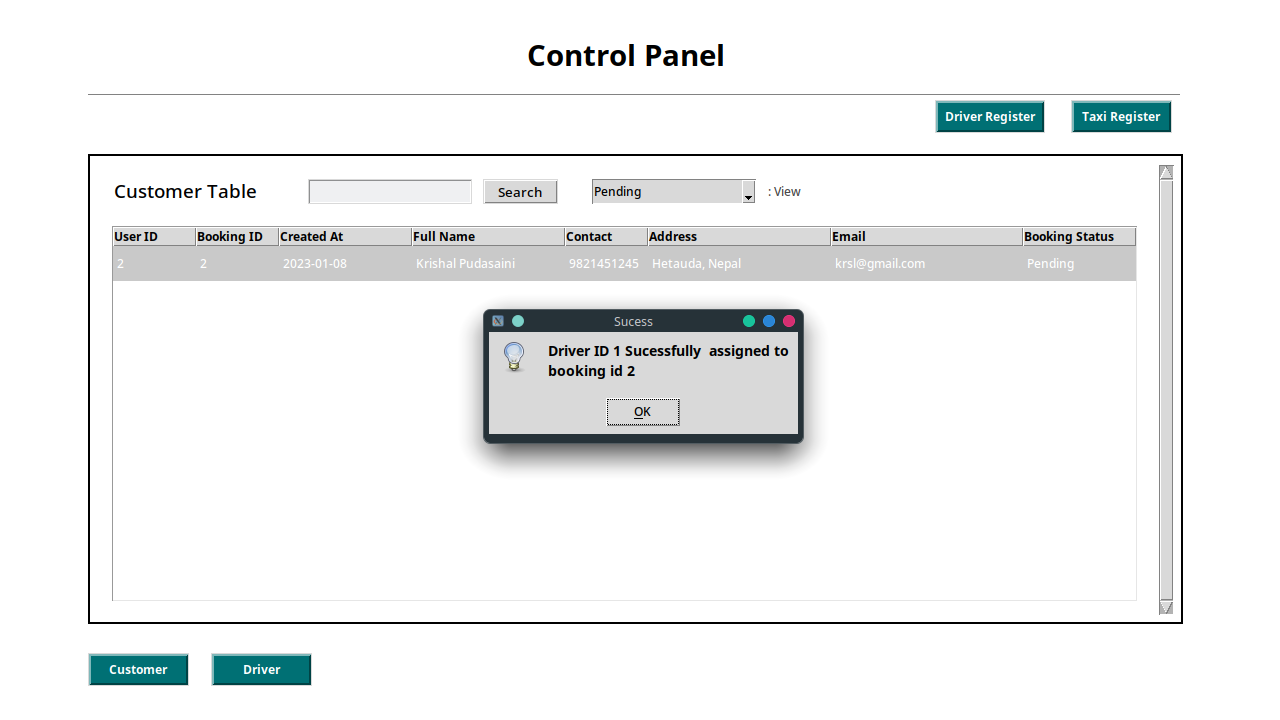 Control Panel
Driver Register Taxi Register
Customer Table Search Pending : View
User ID Booking ID Created At Full Name Contact Address Email Booking Status
2 2 2023-01-08 Krishal Pudasaini 9821451245 Hetauda, Nepal krsl@gmail.com Pending
Sucess
Driver ID 1 Sucessfully assigned to
booking id 2
OK
Customer Driver